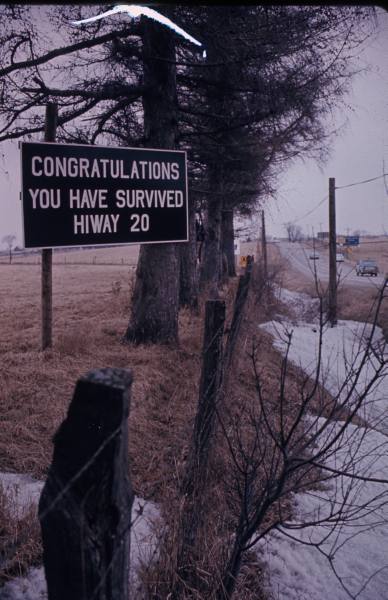 CONGRATULATIONS
YOU HAVE SURVIVED
HIWAY 20